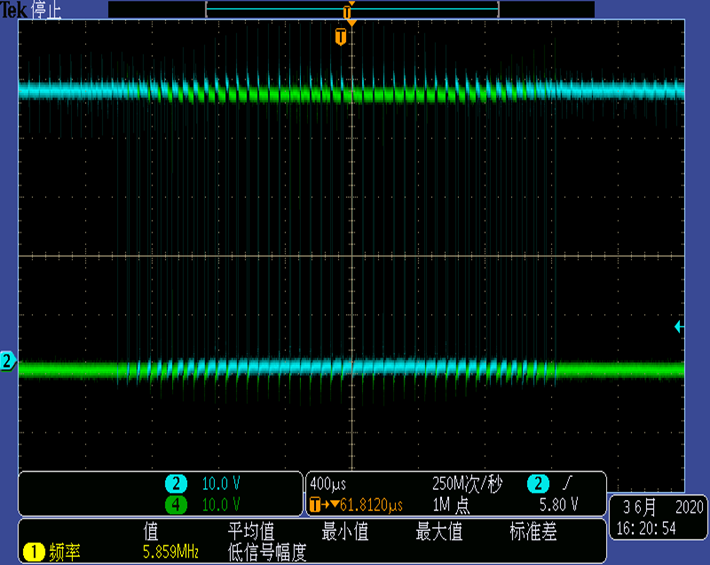 Tek 停止
T
T
2
2 10.0 V
4 10.0 V
400µs 250M次/秒 2
T→▼61.8120µs 1M 点 5.80 V
3 6月 2020
16:20:54
值 平均值 最小值 最大值 标准差
1 频率 5.859MHz 低信号幅度